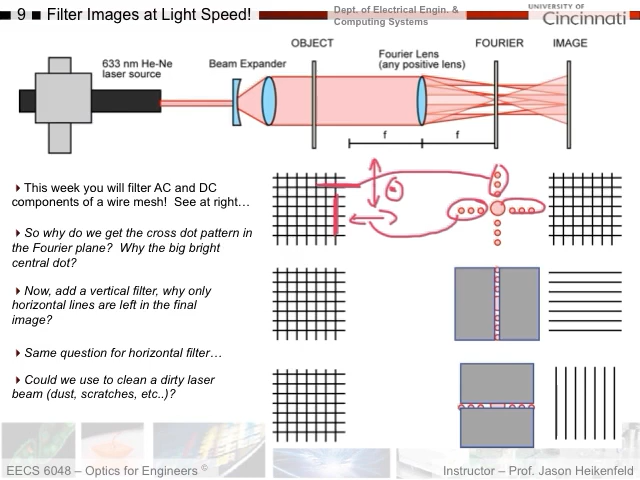 9 ■ Filter Images at Light Speed!
Dept. of Electrical Engin. &
Computing Systems
UNIVERSITY OF
Cincinnati
OBJECT
FOURIER
IMAGE
633 nm He-Ne
laser source
Beam Expander
Fourier Lens
(any positive lens)
f
f
This week you will filter AC and DC
components of a wire mesh! See at right…
So why do we get the cross dot pattern in
the Fourier plane? Why the big bright
central dot?
Now, add a vertical filter, why only
horizontal lines are left in the final
image?
Same question for horizontal filter…
Could we use to clean a dirty laser
beam (dust, scratches, etc..)?
EECS 6048 – Optics for Engineers ©
Instructor – Prof. Jason Heikenfeld